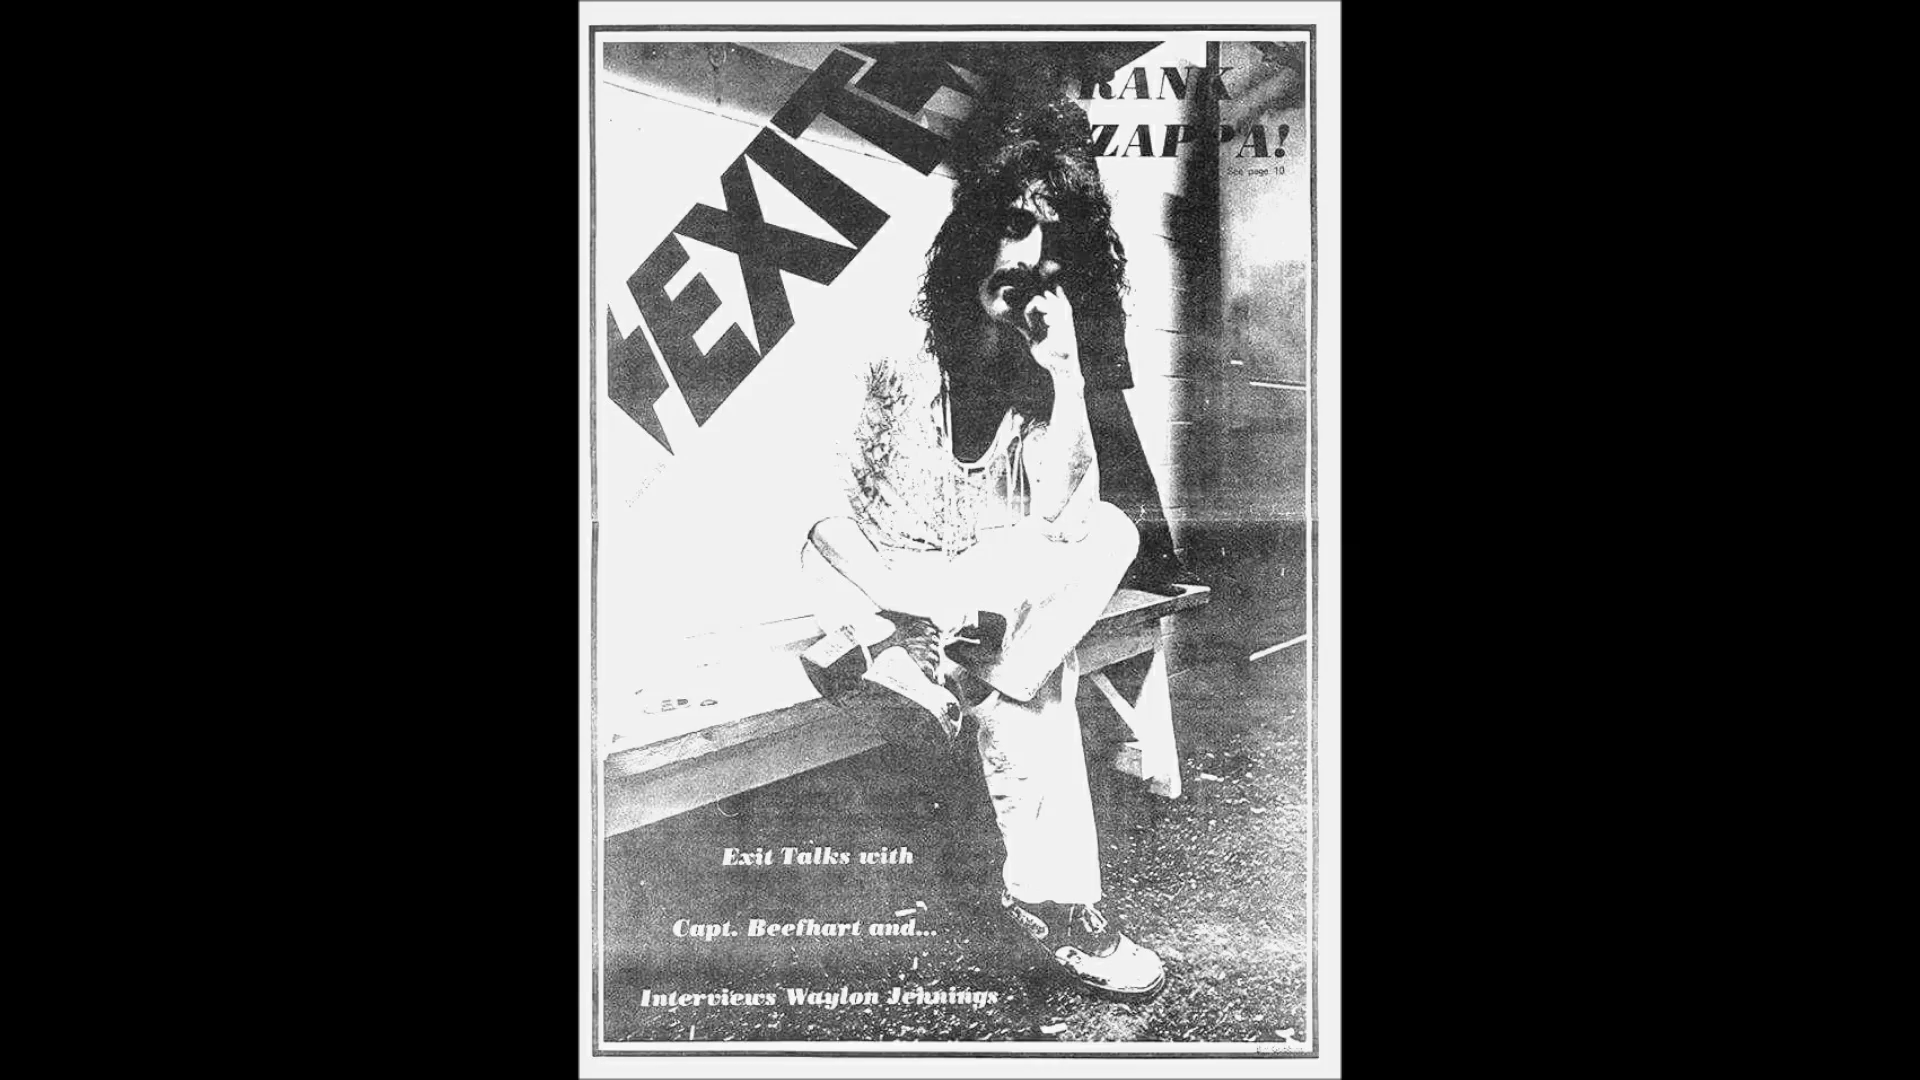 EXIT
RANK
ZAPPA!
See page 10
Exit Talks with
Capt. Beefhart and...
Interviews Waylon Jennings